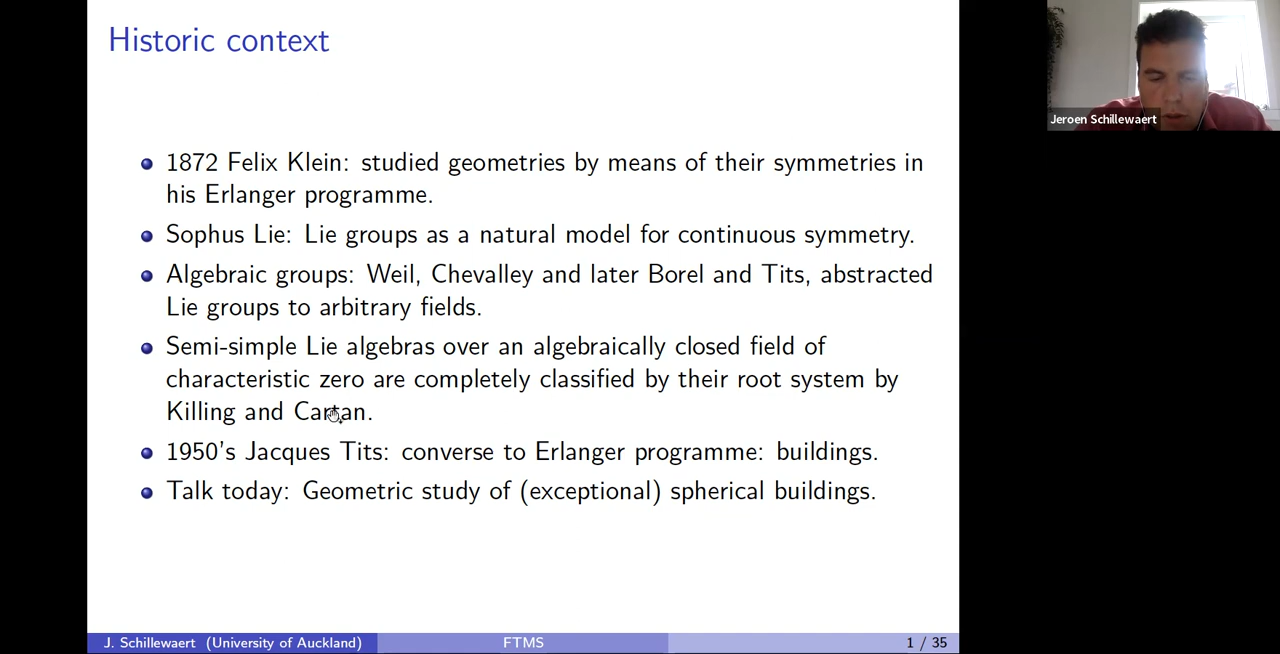 Historic context
Jeroen Schillewaert
1872 Felix Klein: studied geometries by means of their symmetries in
his Erlanger programme.
Sophus Lie: Lie groups as a natural model for continuous symmetry.
Algebraic groups: Weil, Chevalley and later Borel and Tits, abstracted
Lie groups to arbitrary fields.
Semi-simple Lie algebras over an algebraically closed field of
characteristic zero are completely classified by their root system by
Killing and Cartan.
1950's Jacques Tits: converse to Erlanger programme: buildings.
Talk today: Geometric study of (exceptional) spherical buildings.
J. Schillewaert (University of Auckland) FTMS 1 / 35